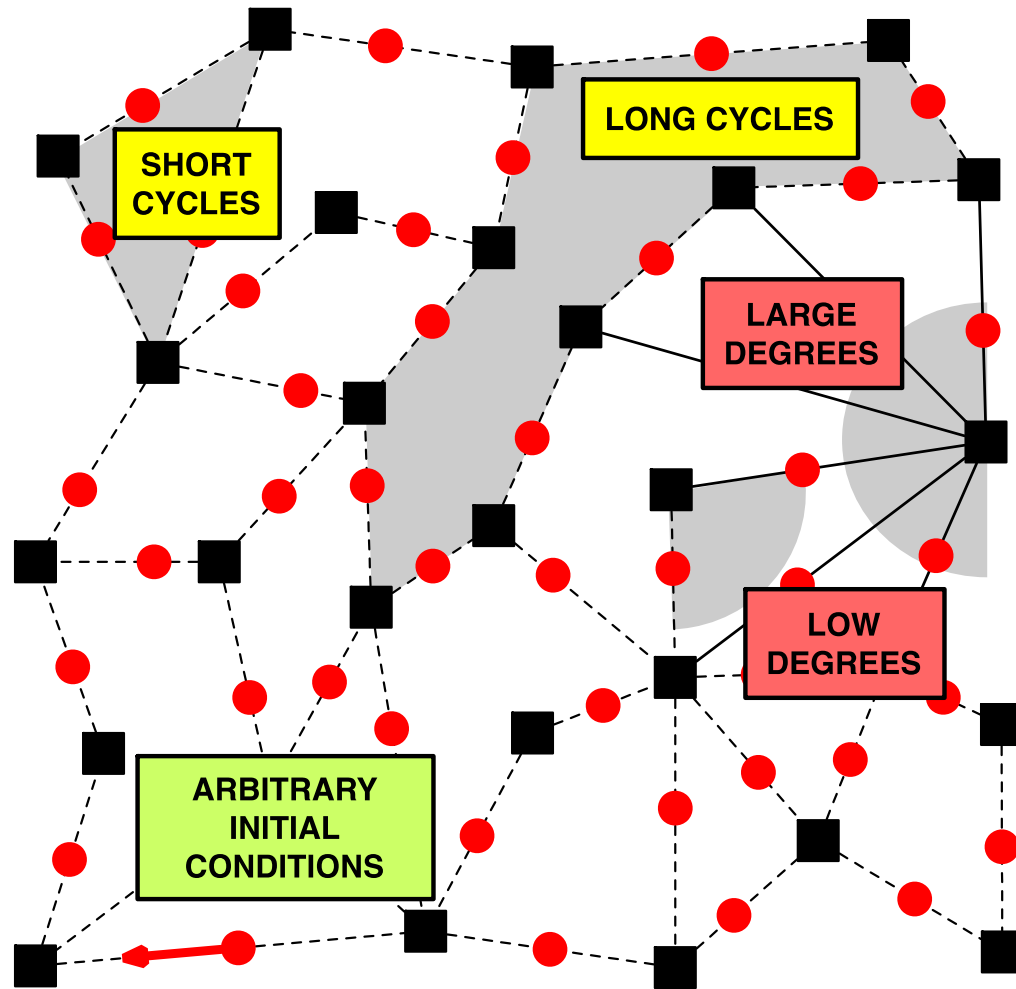 LONG CYCLES
SHORT
CYCLES
LARGE
DEGREES
LOW
DEGREES
ARBITRARY
INITIAL
CONDITIONS